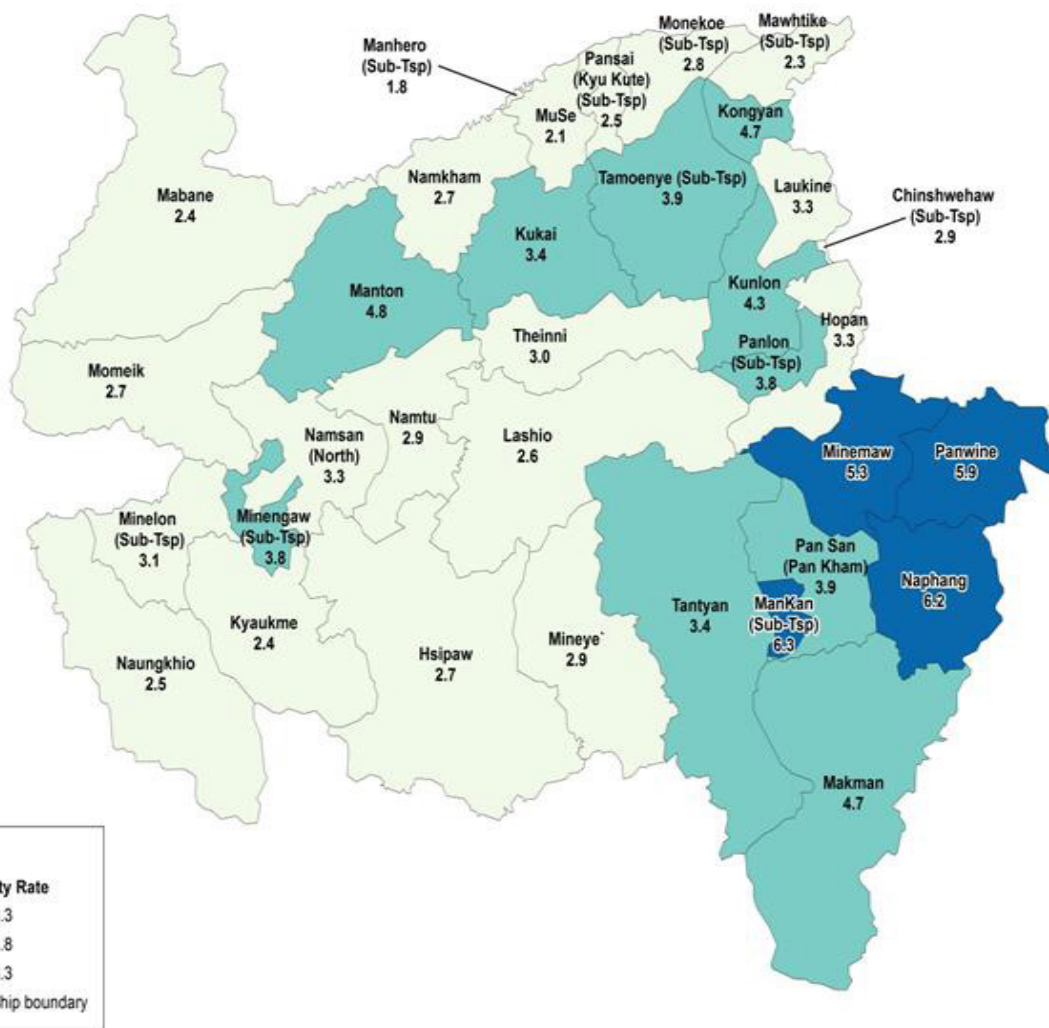 Monekoe
(Sub-Tsp)
2.8
Mawhtike
(Sub-Tsp)
2.3
Manhero
(Sub-Tsp)
1.8
Pansai
(Kyu Kute)
(Sub-Tsp)
2.5
MuSe
2.1
Kongyan
4.7
Namkham
2.7
Tamoenye (Sub-Tsp)
3.9
Laukine
3.3
Chinshwehaw
(Sub-Tsp)
2.9
Mabane
2.4
Kukai
3.4
Manton
4.8
Kunlon
4.3
Hopan
3.3
Theinni
3.0
Panlon
(Sub-Tsp)
3.8
Momeik
2.7
Namtu
2.9
Namsan
(North)
3.3
Lashio
2.6
Minemaw
5.3
Panwine
5.9
Minelon
(Sub-Tsp)
3.1
Minengaw
(Sub-Tsp)
3.8
Pan San
(Pan Kham)
3.9
Naphang
6.2
ManKan
(Sub-Tsp)
6.3
Tantyan
3.4
Kyaukme
2.4
Hsipaw
2.7
Mineye`
2.9
Naungkhio
2.5
Makman
4.7
ty Rate
.3
.8
.3
hip boundary